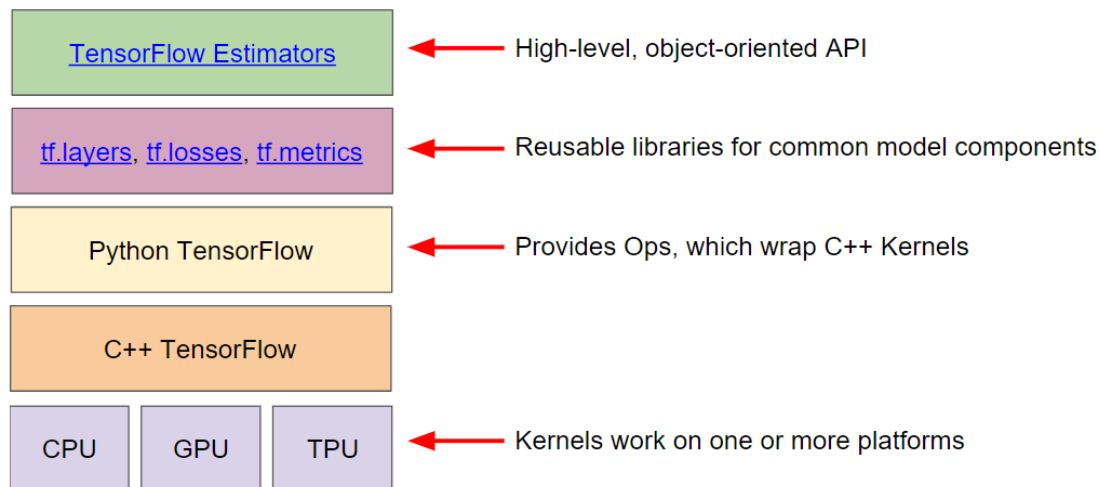 TensorFlow Estimators
High-level, object-oriented API
tf.layers, tf.losses, tf.metrics
Reusable libraries for common model components
Python TensorFlow
Provides Ops, which wrap C++ Kernels
C++ TensorFlow
CPU
GPU
TPU
Kernels work on one or more platforms